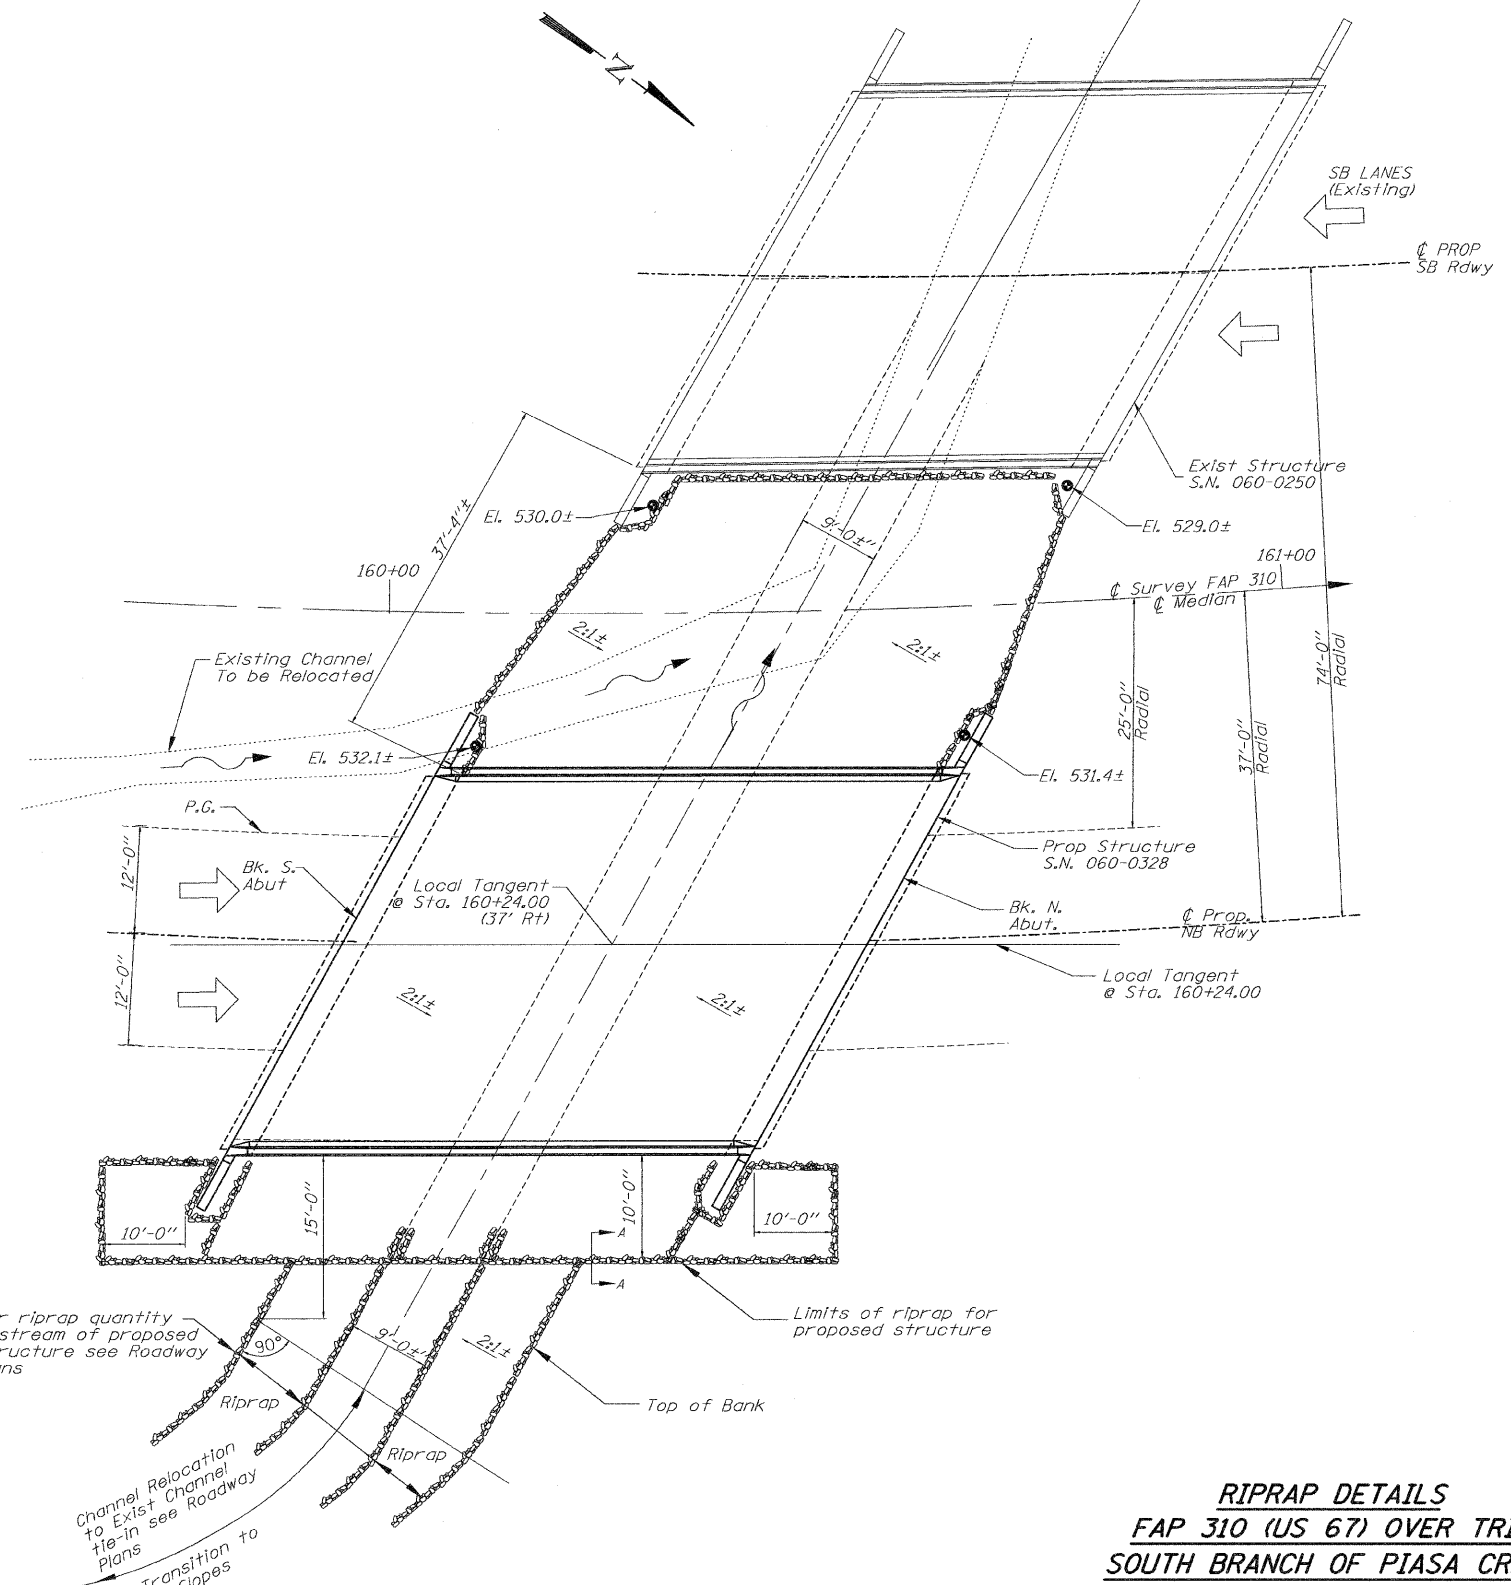 N
SB LANES
(Existing)
℄ PROP
SB Rdwy
Exist Structure
S.N. 060-0250
37'-4"±
El. 530.0±
9'-0±"
El. 529.0±
160+00
161+00
℄ Survey FAP 310
℄ Median
2:1±
2:1±
Existing Channel
To be Relocated
74'-0"
Radial
25'-0"
Radial
37'-0"
Radial
El. 532.1±
El. 531.4±
P.G.
12'-0"
Prop Structure
S.N. 060-0328
Bk. S.
Abut
Local Tangent
@ Sta. 160+24.00
(37' Rt)
Bk. N.
Abut.
℄ Prop.
NB Rdwy
12'-0"
Local Tangent
@ Sta. 160+24.00
2:1±
2:1±
15'-0"
10'-0"
10'-0"
10'-0"
A
A
r riprap quantity
stream of proposed
ructure see Roadway
ns
Limits of riprap for
proposed structure
90°
9'-0±"
2:1±
Riprap
Top of Bank
Riprap
Channel Relocation
to Exist Channel
tie-in see Roadway
Plans
Transition to
Slopes
RIPRAP DETAILS
FAP 310 (US 67) OVER TRI
SOUTH BRANCH OF PIASA CR